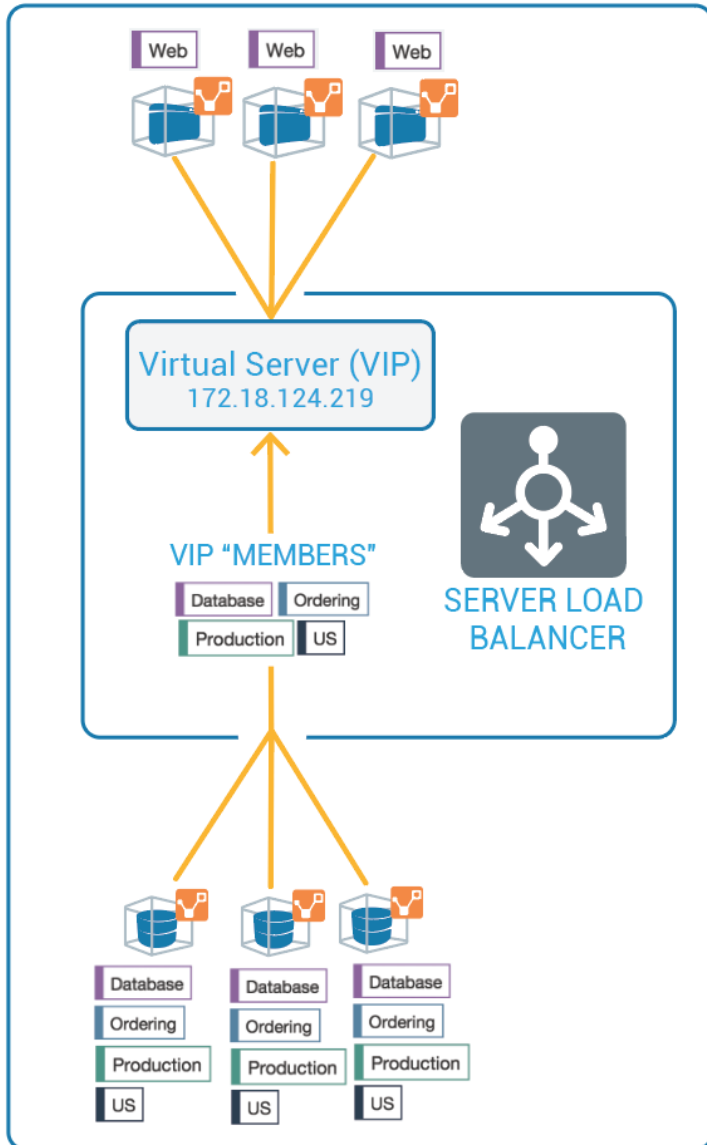 Web
Web
Web
Virtual Server (VIP)
172.18.124.219
VIP “MEMBERS”
Database
Ordering
Production
US
SERVER LOAD
BALANCER
Database
Ordering
Production
US
Database
Ordering
Production
US
Database
Ordering
Production
US